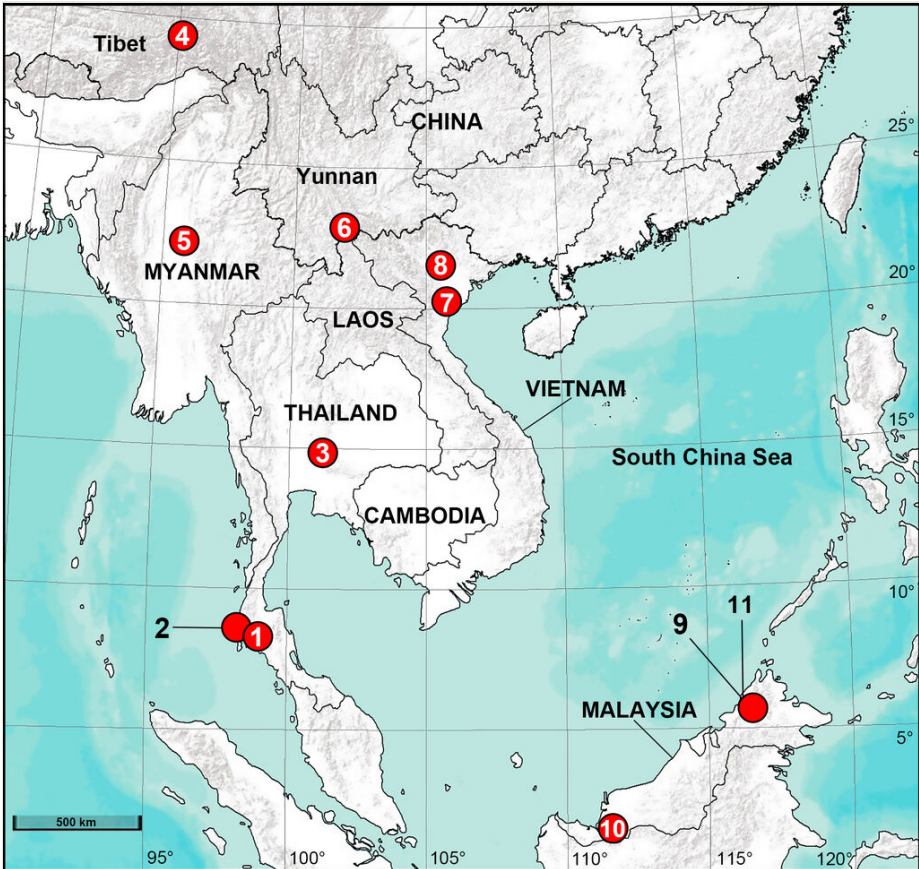 4
Tibet
CHINA
25°
Yunnan
6
5
8
MYANMAR
20°
7
LAOS
VIETNAM
THAILAND
15°
3
South China Sea
CAMBODIA
10°
11
2
1
9
MALAYSIA
5°
500 km
10
95°
100°
105°
110°
115°
120°